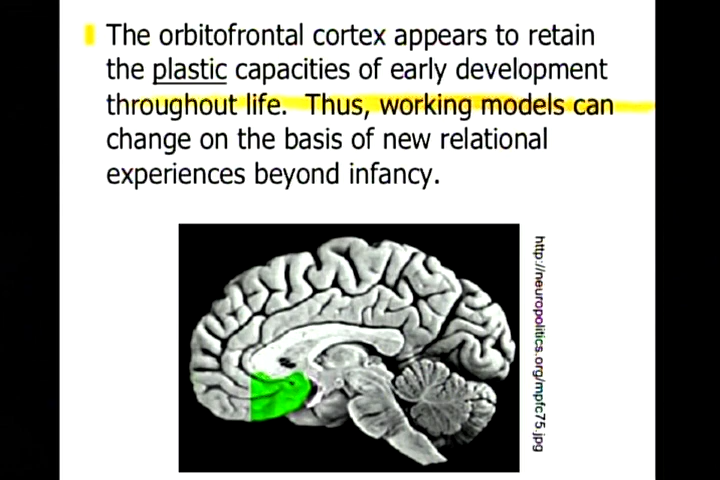 The orbitofrontal cortex appears to retain
the plastic capacities of early development
throughout life.  Thus, working models can
change on the basis of new relational
experiences beyond infancy.
http://neuropolitics.org/mpfc75.jpg